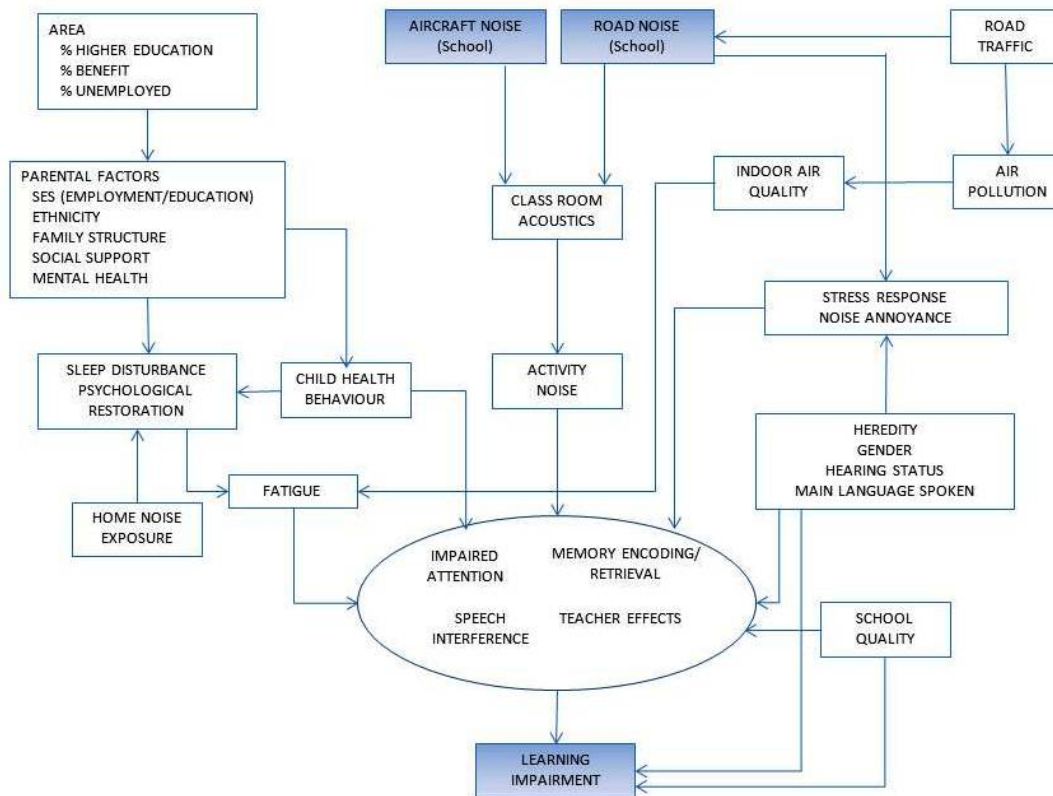 AREA
% HIGHER EDUCATION
% BENEFIT
% UNEMPLOYED
AIRCRAFT NOISE
(School)
ROAD NOISE
(School)
ROAD
TRAFFIC
PARENTAL FACTORS
SES (EMPLOYMENT/EDUCATION)
ETHNICITY
FAMILY STRUCTURE
SOCIAL SUPPORT
MENTAL HEALTH
CLASS ROOM
ACOUSTICS
INDOOR AIR
QUALITY
AIR
POLLUTION
STRESS RESPONSE
NOISE ANNOYANCE
SLEEP DISTURBANCE
PSYCHOLOGICAL
RESTORATION
CHILD HEALTH
BEHAVIOUR
ACTIVITY
NOISE
HEREDITY
GENDER
HEARING STATUS
MAIN LANGUAGE SPOKEN
FATIGUE
HOME NOISE
EXPOSURE
IMPAIRED
ATTENTION
MEMORY ENCODING/
RETRIEVAL
SPEECH
INTERFERENCE
TEACHER EFFECTS
SCHOOL
QUALITY
LEARNING
IMPAIRMENT